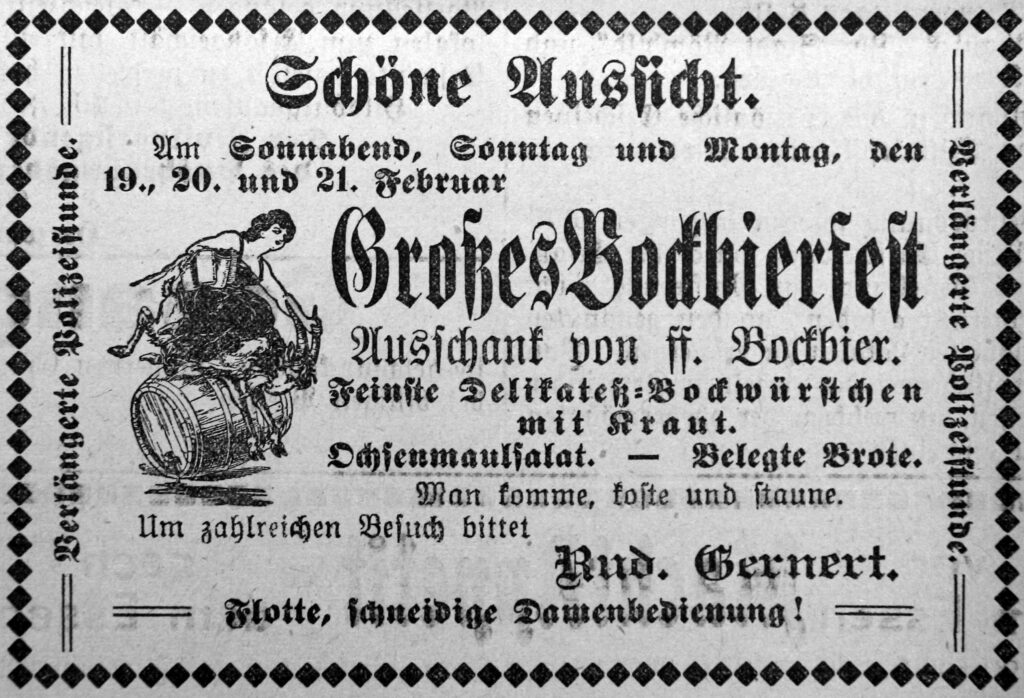 Schöne Aussicht.
Am Sonnabend, Sonntag und Montag, den
19., 20. und 21. Februar
Großes Bockbierfest
Ausschank von ff. Bockbier.
Feinste Delikateß-Bockwürstchen
mit Kraut.
Ochsenmaulsalat. — Belegte Brote.
Man komme, koste und staune.
Um zahlreichen Besuch bittet
Rud. Gernert.
Flotte, schneidige Damenbedienung!
Verlängerte Polizeistunde.
Verlängerte Polizeistunde.